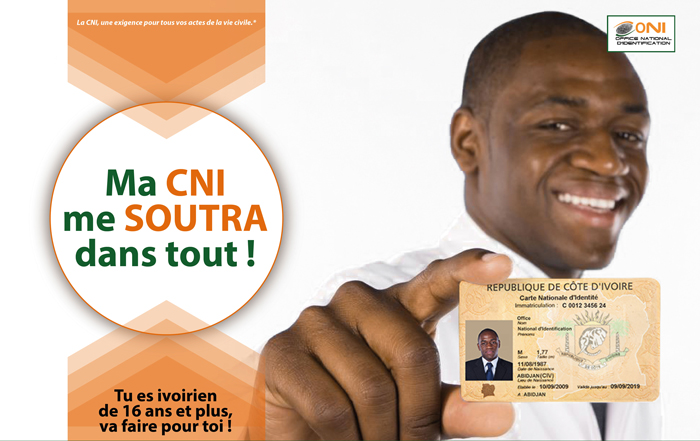 La CNI, une exigence pour tous vos actes de la vie civile.*
ONI
OFFICE NATIONAL
D'IDENTIFICATION
Ma CNI
me SOUTRA
dans tout !
RÉPUBLIQUE DE CÔTE D'IVOIRE
Carte Nationale d'Identité
Immatriculation : C 0012 3456 24
Office
Nom
National d'Identification
Prénoms
M 1,77
Sexe Taille (m)
11/08/1987
Date de Naissance
ABIDJAN (CIV)
Lieu de Naissance
Etablie le 10/09/2009 Valide jusqu'au : 09/09/2019
A ABIDJAN
Tu es ivoirien
de 16 ans et plus,
va faire pour toi !